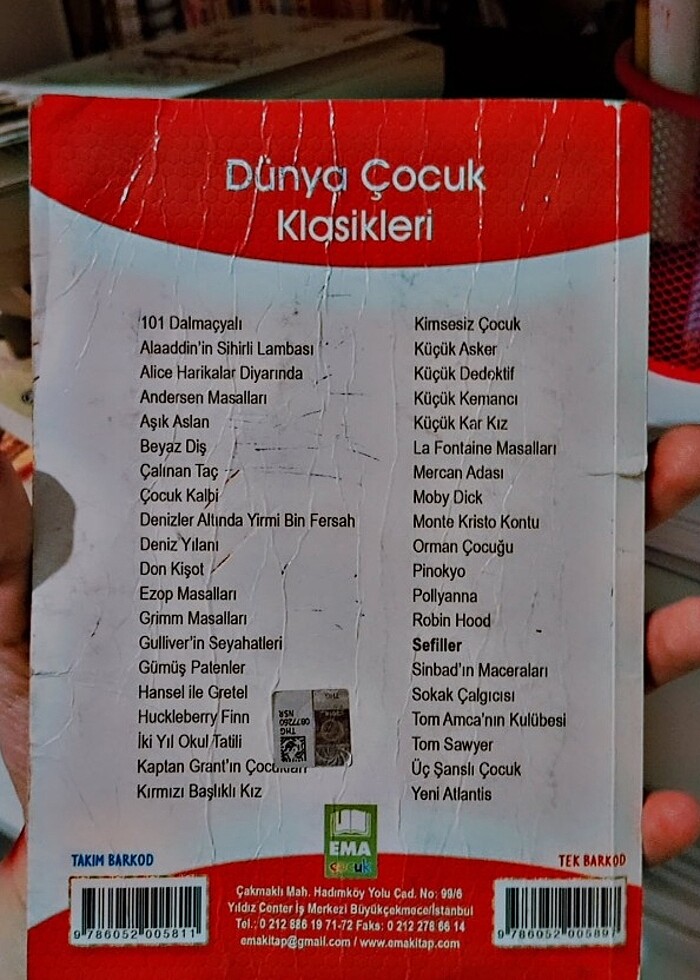 Dünya Çocuk
Klasikleri
101 Dalmaçyalı
Alaaddin'in Sihirli Lambası
Alice Harikalar Diyarında
Andersen Masalları
Aşık Aslan
Beyaz Diş
Çalınan Taç
Çocuk Kalbi
Denizler Altında Yirmi Bin Fersah
Deniz Yılanı
Don Kişot
Ezop Masalları
Grimm Masalları
Gulliver'in Seyahatleri
Gümüş Patenler
Hansel ile Gretel
Huckleberry Finn
İki Yıl Okul Tatili
Kaptan Grant'ın Çocukları
Kırmızı Başlıklı Kız
Kimsesiz Çocuk
Küçük Asker
Küçük Dedektif
Küçük Kemancı
Küçük Kar Kız
La Fontaine Masalları
Mercan Adası
Moby Dick
Monte Kristo Kontu
Orman Çocuğu
Pinokyo
Pollyanna
Robin Hood
Sefiller
Sinbad'ın Maceraları
Sokak Çalgıcısı
Tom Amca'nın Kulübesi
Tom Sawyer
Üç Şanslı Çocuk
Yeni Atlantis
THG
0877260
NSR
EMA
çocuk
TAKIM BARKOD
9 786052 005811
Çakmaklı Mah. Hadımköy Yolu Cad. No: 99/6
Yıldız Center İş Merkezi Büyükçekmece/İstanbul
Tel.: 0 212 886 19 71-72 Faks: 0 212 276 66 14
emakitap@gmail.com / www.emakitap.com
TEK BARKOD
9 786052 005897